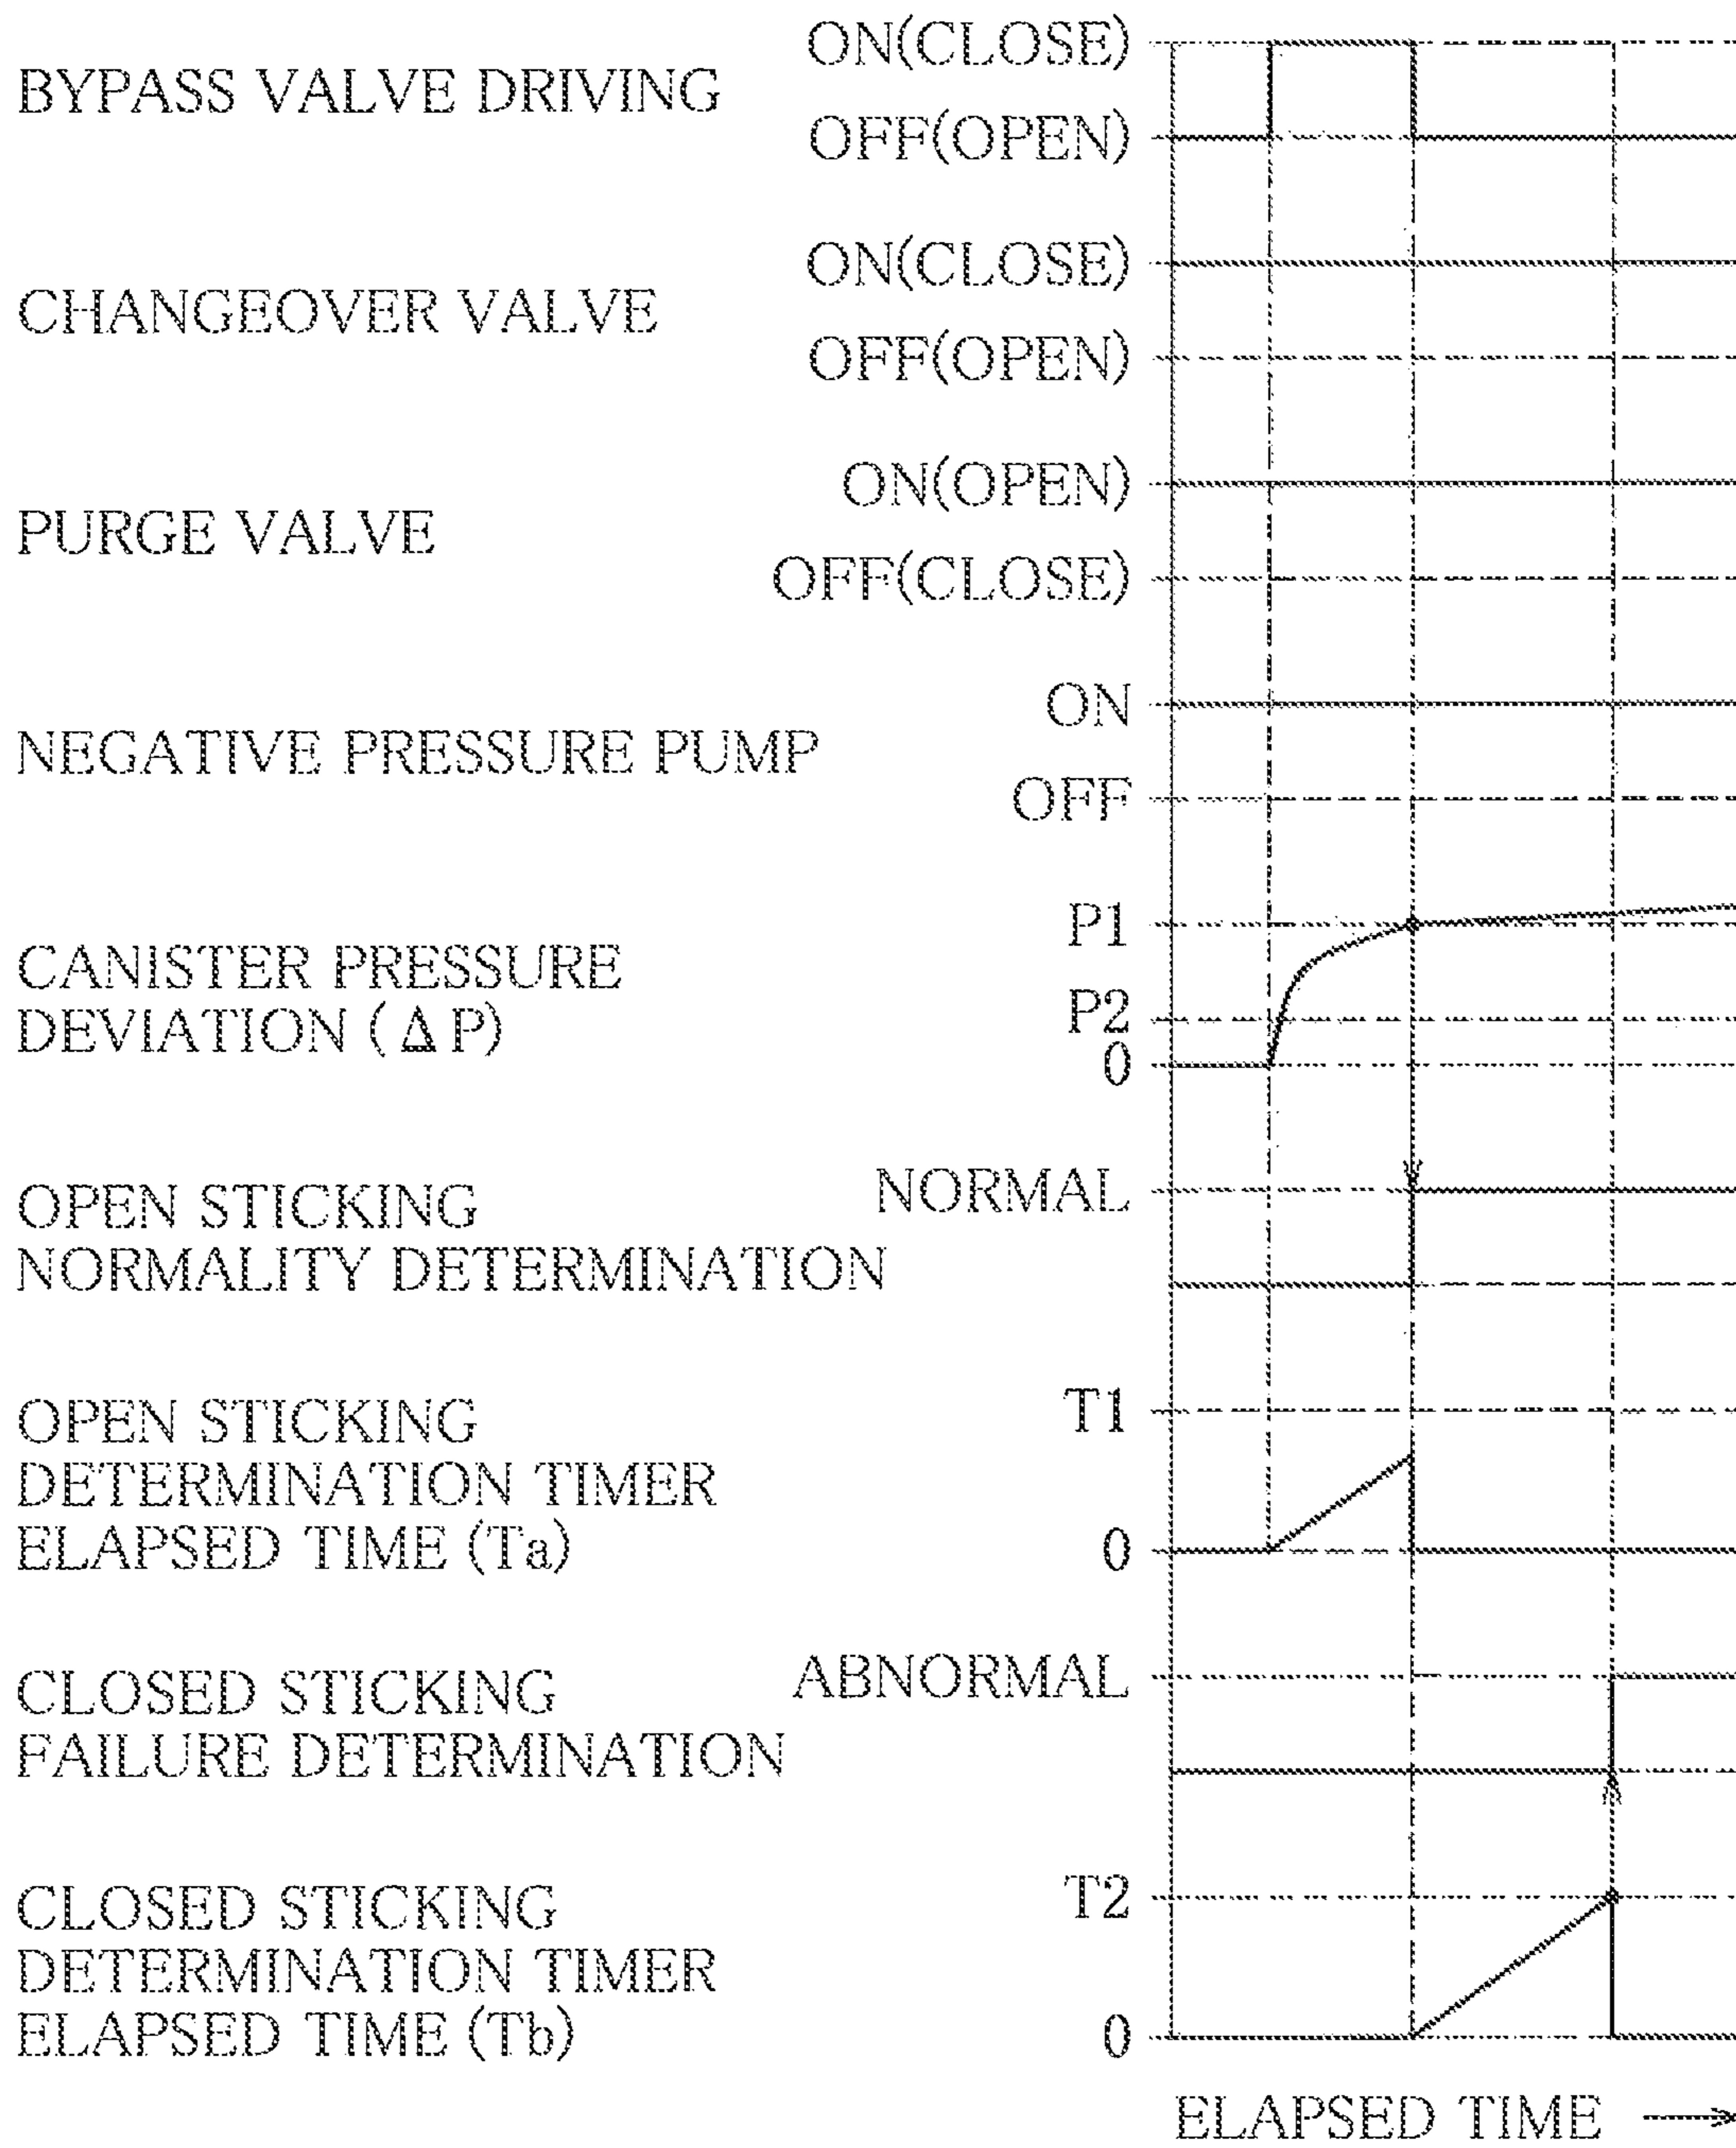 BYPASS VALVE DRIVING
ON(CLOSE)
OFF(OPEN)
CHANGEOVER VALVE
ON(CLOSE)
OFF(OPEN)
PURGE VALVE
ON(OPEN)
OFF(CLOSE)
NEGATIVE PRESSURE PUMP
ON
OFF
CANISTER PRESSURE
DEVIATION (ΔP)
P1
P2
0
OPEN STICKING
NORMALITY DETERMINATION
NORMAL
OPEN STICKING
DETERMINATION TIMER
ELAPSED TIME (Ta)
T1
0
CLOSED STICKING
FAILURE DETERMINATION
ABNORMAL
CLOSED STICKING
DETERMINATION TIMER
ELAPSED TIME (Tb)
T2
0
ELAPSED TIME